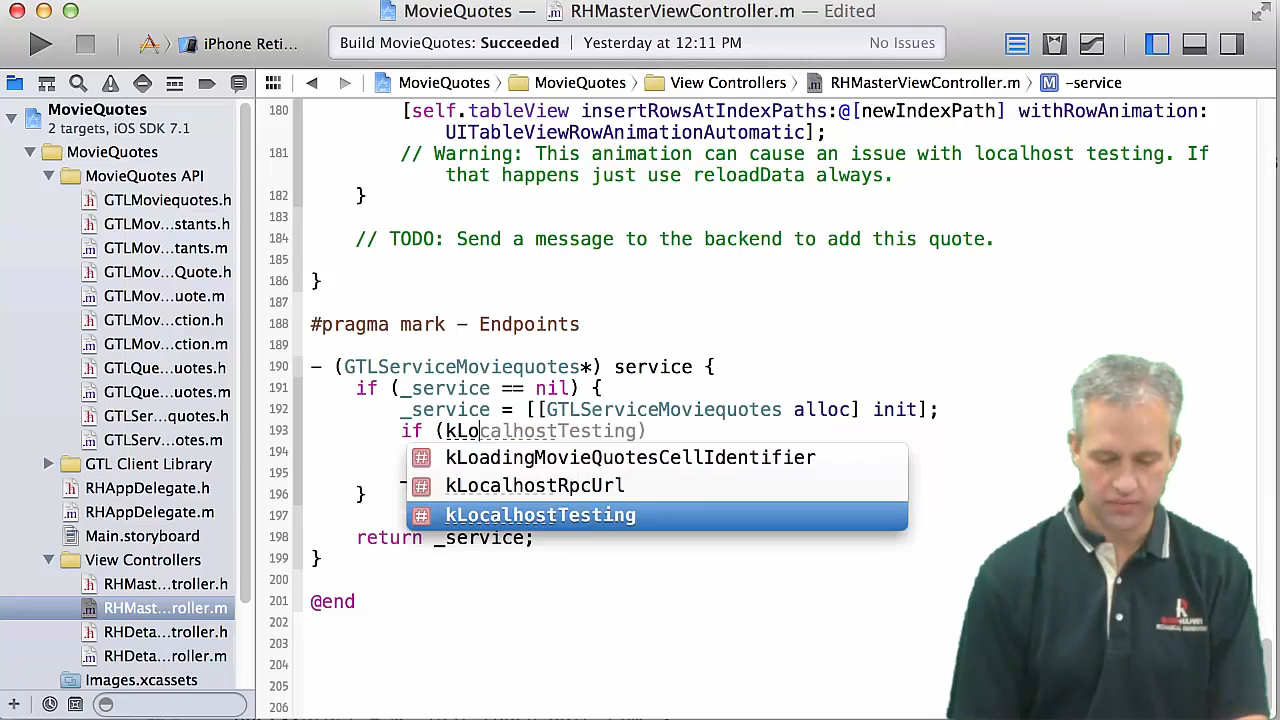 MovieQuotes — RHMasterViewController.m — Edited
iPhone Reti...
Build MovieQuotes: Succeeded | Yesterday at 12:11 PM
No Issues
MovieQuotes
MovieQuotes
View Controllers
RHMasterViewController.m
M
-service
MovieQuotes
2 targets, iOS SDK 7.1
MovieQuotes
MovieQuotes API
h GTLMoviequotes.h
h GTLMov...stants.h
m GTLMov...tants.m
h GTLMov...Quote.h
m GTLMov...uote.m
h GTLMov...ction.h
m GTLMov...ction.m
h GTLQue...uotes.h
m GTLQue...uotes.m
h GTLSer...quotes.h
m GTLSer...otes.m
GTL Client Library
h RHAppDelegate.h
m RHAppDelegate.m
Main.storyboard
View Controllers
h RHMast...troller.h
m RHMast...roller.m
h RHDeta...troller.h
m RHDeta...roller.m
Images.xcassets
180 [self.tableView insertRowsAtIndexPaths:@[newIndexPath] withRowAnimation:
UITableViewRowAnimationAutomatic];
181 // Warning: This animation can cause an issue with localhost testing. If
that happens just use reloadData always.
182 }
183
184 // TODO: Send a message to the backend to add this quote.
185
186 }
187
188 #pragma mark - Endpoints
189
190 - (GTLServiceMoviequotes*) service {
191 if (_service == nil) {
192 _service = [[GTLServiceMoviequotes alloc] init];
193 if (kLocalhostTesting)
194 # kLoadingMovieQuotesCellIdentifier
195 # kLocalhostRpcUrl
196 }
197 # kLocalhostTesting
198 return _service;
199 }
200
201 @end
202
203
204
205
206